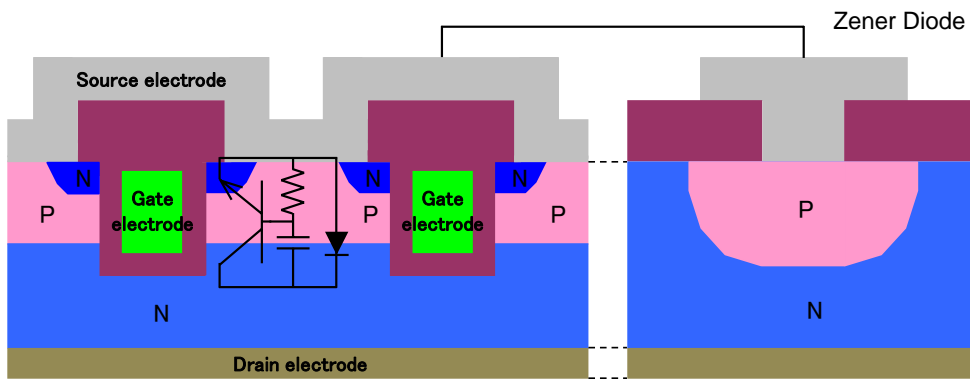 Zener Diode
Source electrode
N
N
N
Gate
electrode
Gate
electrode
P
P
P
P
N
N
Drain electrode